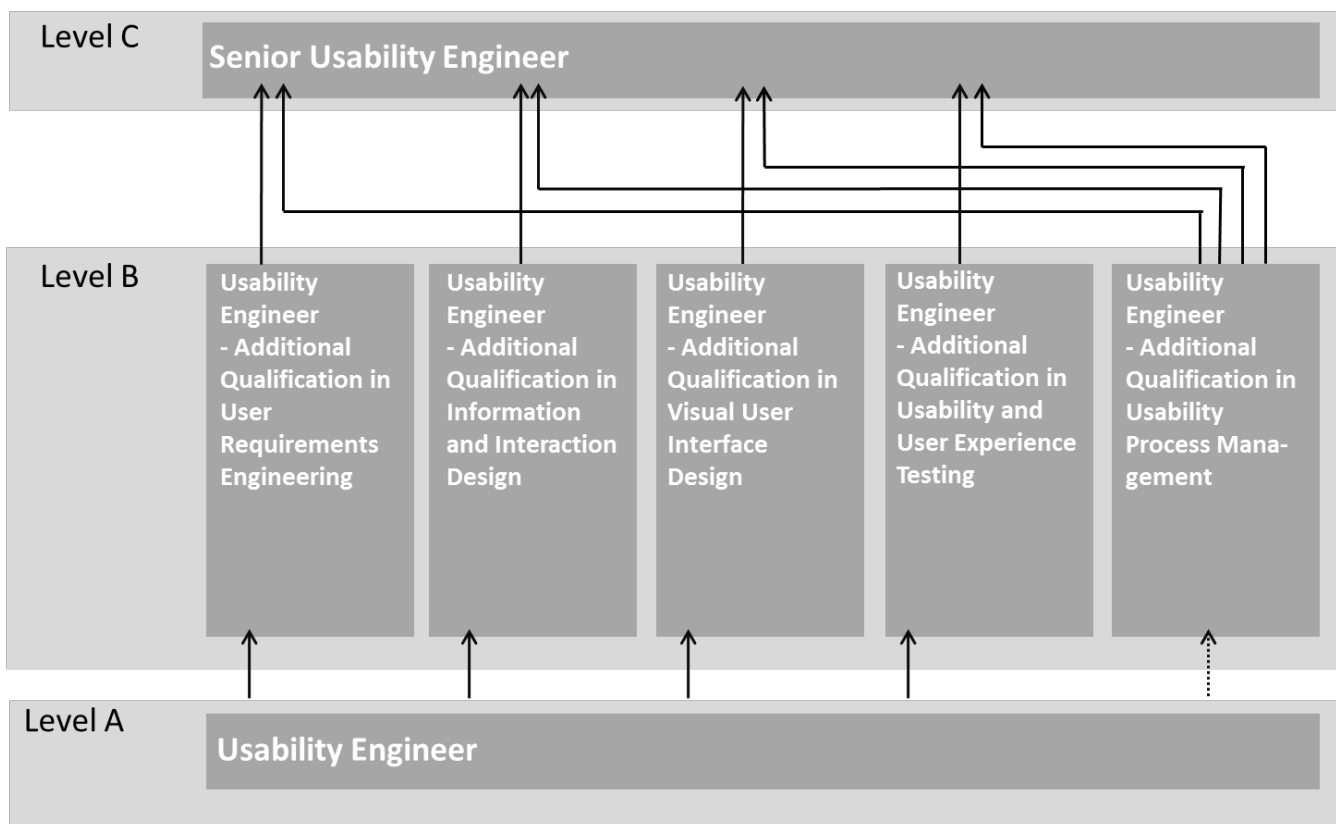 Level C
Senior Usability Engineer
Level B
Usability
Engineer
- Additional
Qualification in
User
Requirements
Engineering
Usability
Engineer
- Additional
Qualification in
Information
and Interaction
Design
Usability
Engineer
- Additional
Qualification in
Visual User
Interface
Design
Usability
Engineer
- Additional
Qualification in
Usability and
User Experience
Testing
Usability
Engineer
- Additional
Qualification in
Usability
Process Mana-
gement
Level A
Usability Engineer